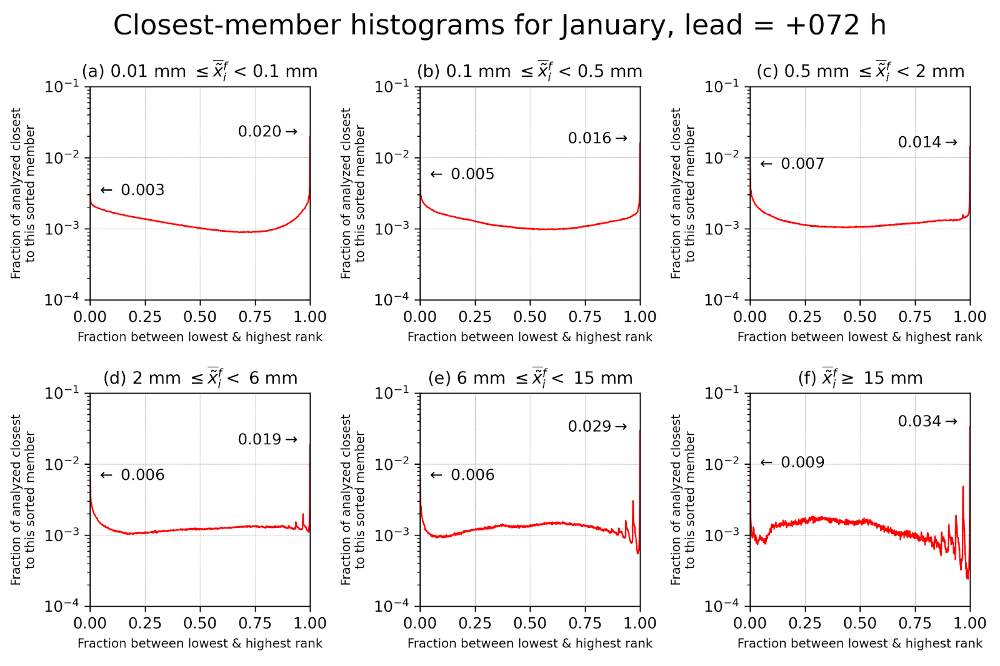 Closest-member histograms for January, lead = +072 h
(a) 0.01 mm ≤ x̃̅ᵢᶠ < 0.1 mm
Fraction of analyzed closest
to this sorted member
10⁻¹
10⁻²
10⁻³
10⁻⁴
0.020→
← 0.003
0.00 0.25 0.50 0.75 1.00
Fraction between lowest & highest rank
(b) 0.1 mm ≤ x̃̅ᵢᶠ < 0.5 mm
Fraction of analyzed closest
to this sorted member
10⁻¹
10⁻²
10⁻³
10⁻⁴
0.016→
← 0.005
0.00 0.25 0.50 0.75 1.00
Fraction between lowest & highest rank
(c) 0.5 mm ≤ x̃̅ᵢᶠ < 2 mm
Fraction of analyzed closest
to this sorted member
10⁻¹
10⁻²
10⁻³
10⁻⁴
0.014→
← 0.007
0.00 0.25 0.50 0.75 1.00
Fraction between lowest & highest rank
(d) 2 mm ≤ x̃̅ᵢᶠ < 6 mm
Fraction of analyzed closest
to this sorted member
10⁻¹
10⁻²
10⁻³
10⁻⁴
0.019→
← 0.006
0.00 0.25 0.50 0.75 1.00
Fraction between lowest & highest rank
(e) 6 mm ≤ x̃̅ᵢᶠ < 15 mm
Fraction of analyzed closest
to this sorted member
10⁻¹
10⁻²
10⁻³
10⁻⁴
0.029→
← 0.006
0.00 0.25 0.50 0.75 1.00
Fraction between lowest & highest rank
(f) x̃̅ᵢᶠ ≥ 15 mm
Fraction of analyzed closest
to this sorted member
10⁻¹
10⁻²
10⁻³
10⁻⁴
0.034→
← 0.009
0.00 0.25 0.50 0.75 1.00
Fraction between lowest & highest rank